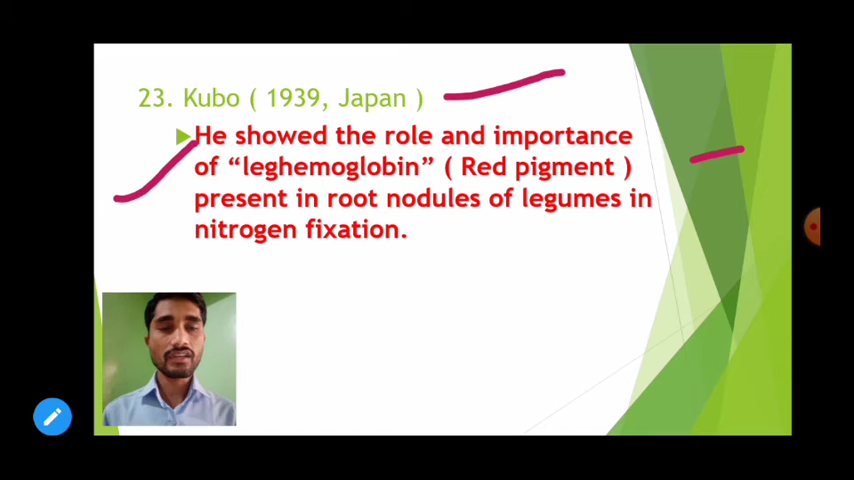 23. Kubo ( 1939, Japan )
He showed the role and importance
of “leghemoglobin” ( Red pigment )
present in root nodules of legumes in
nitrogen fixation.